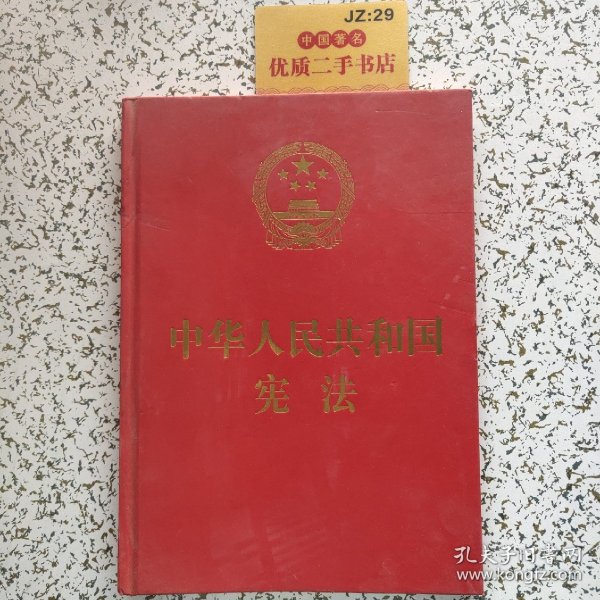 JZ:29
中国著名
优质二手书店
中华人民共和国
宪法
孔夫子旧书网
www.kongfz.com